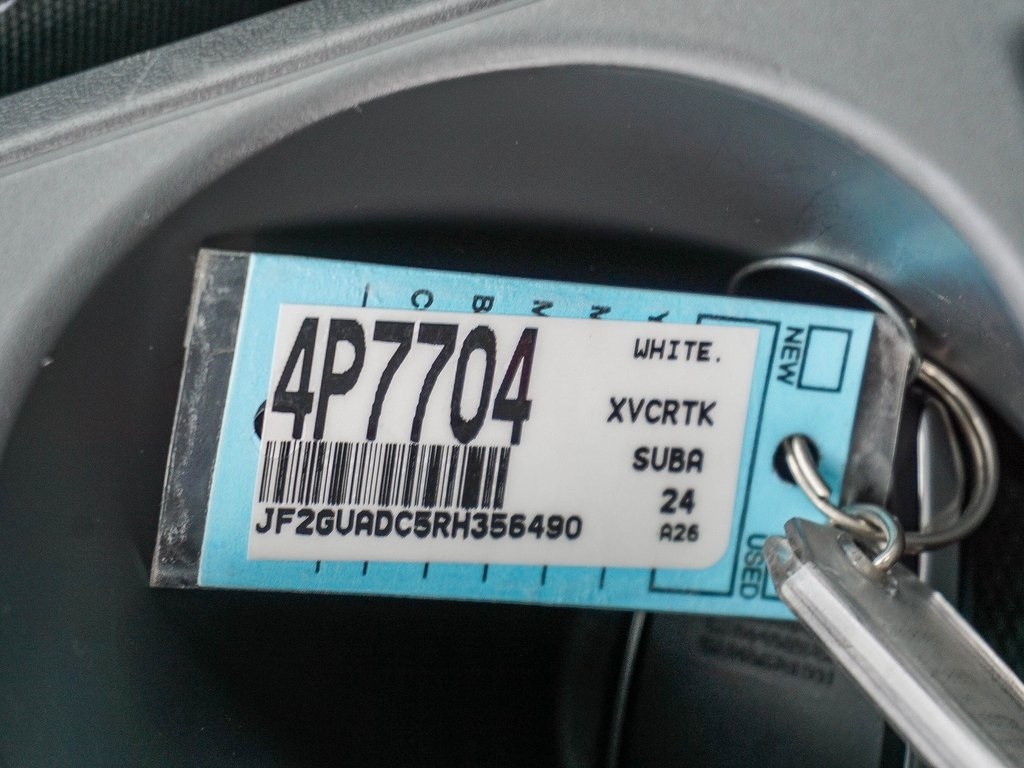 C
B
M
N
Y
NEW
4P7704
WHITE.
XVCRTK
SUBA
24
A26
JF2GUADC5RH356490
USED